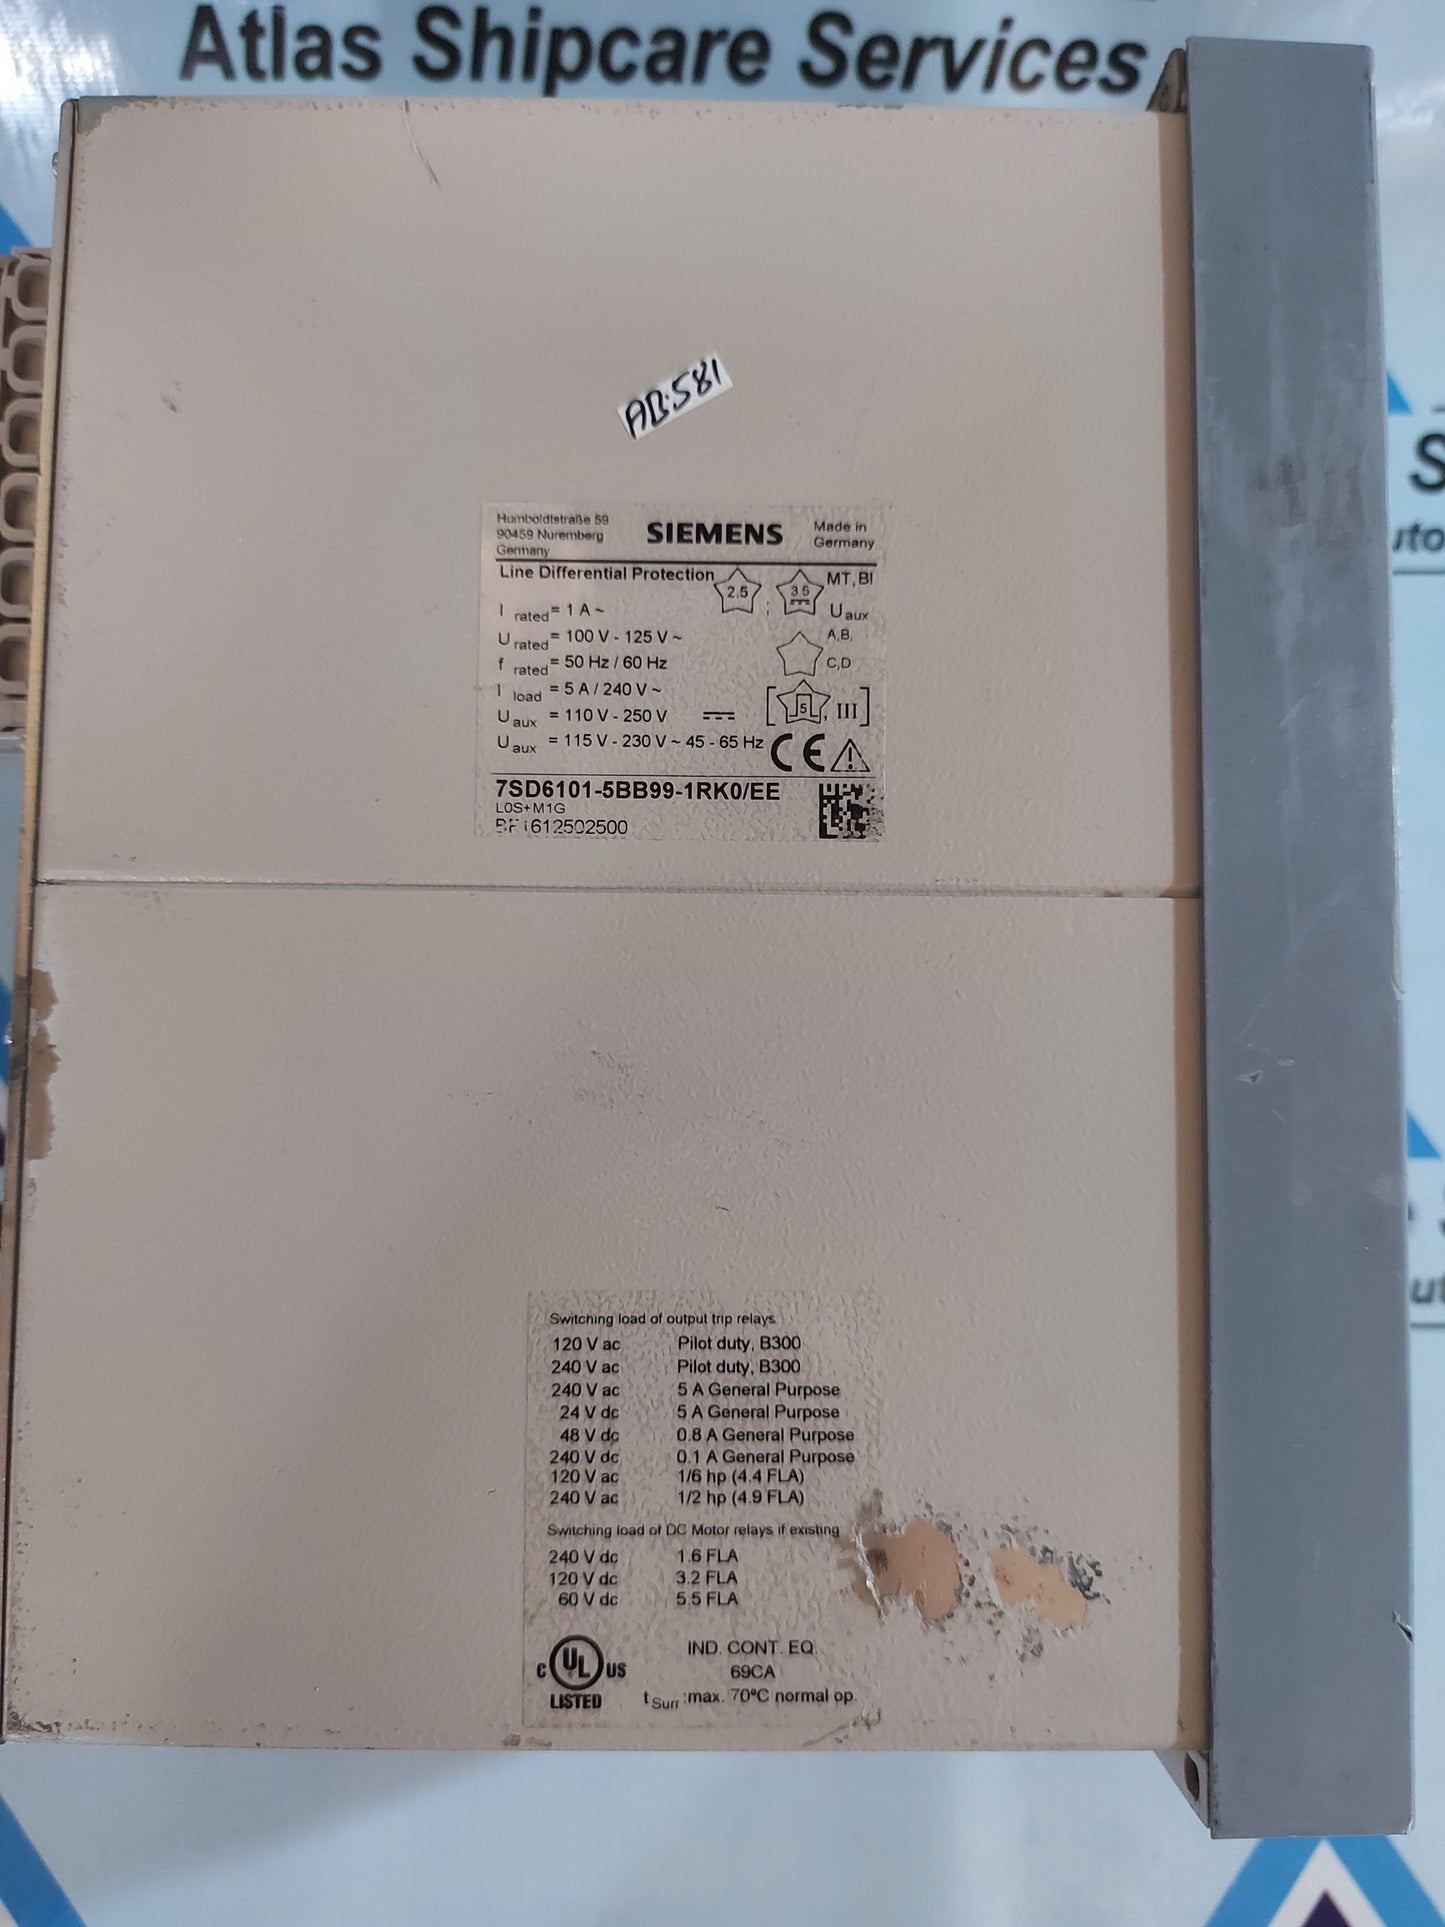 Atlas Shipcare Services
AB.581
Humboldtstraße 59
90459 Nuremberg
Germany
SIEMENS
Made in
Germany
Line Differential Protection
2.5 ; 3.5 MT, BI
I rated = 1 A ~
U aux
U rated = 100 V - 125 V ~
A,B,
f rated = 50 Hz / 60 Hz
C,D
I load = 5 A / 240 V ~
U aux = 110 V - 250 V
[5, III]
U aux = 115 V - 230 V ~ 45 - 65 Hz
CE
7SD6101-5BB99-1RK0/EE
L0S+M1G
1612502500
Switching load of output trip relays
120 V ac Pilot duty, B300
240 V ac Pilot duty, B300
240 V ac 5 A General Purpose
24 V dc 5 A General Purpose
48 V dc 0.8 A General Purpose
240 V dc 0.1 A General Purpose
120 V ac 1/6 hp (4.4 FLA)
240 V ac 1/2 hp (4.9 FLA)
Switching load of DC Motor relays if existing
240 V dc 1.6 FLA
120 V dc 3.2 FLA
60 V dc 5.5 FLA
C UL US
LISTED
IND. CONT. EQ.
69CA
t Surr :max. 70°C normal op.